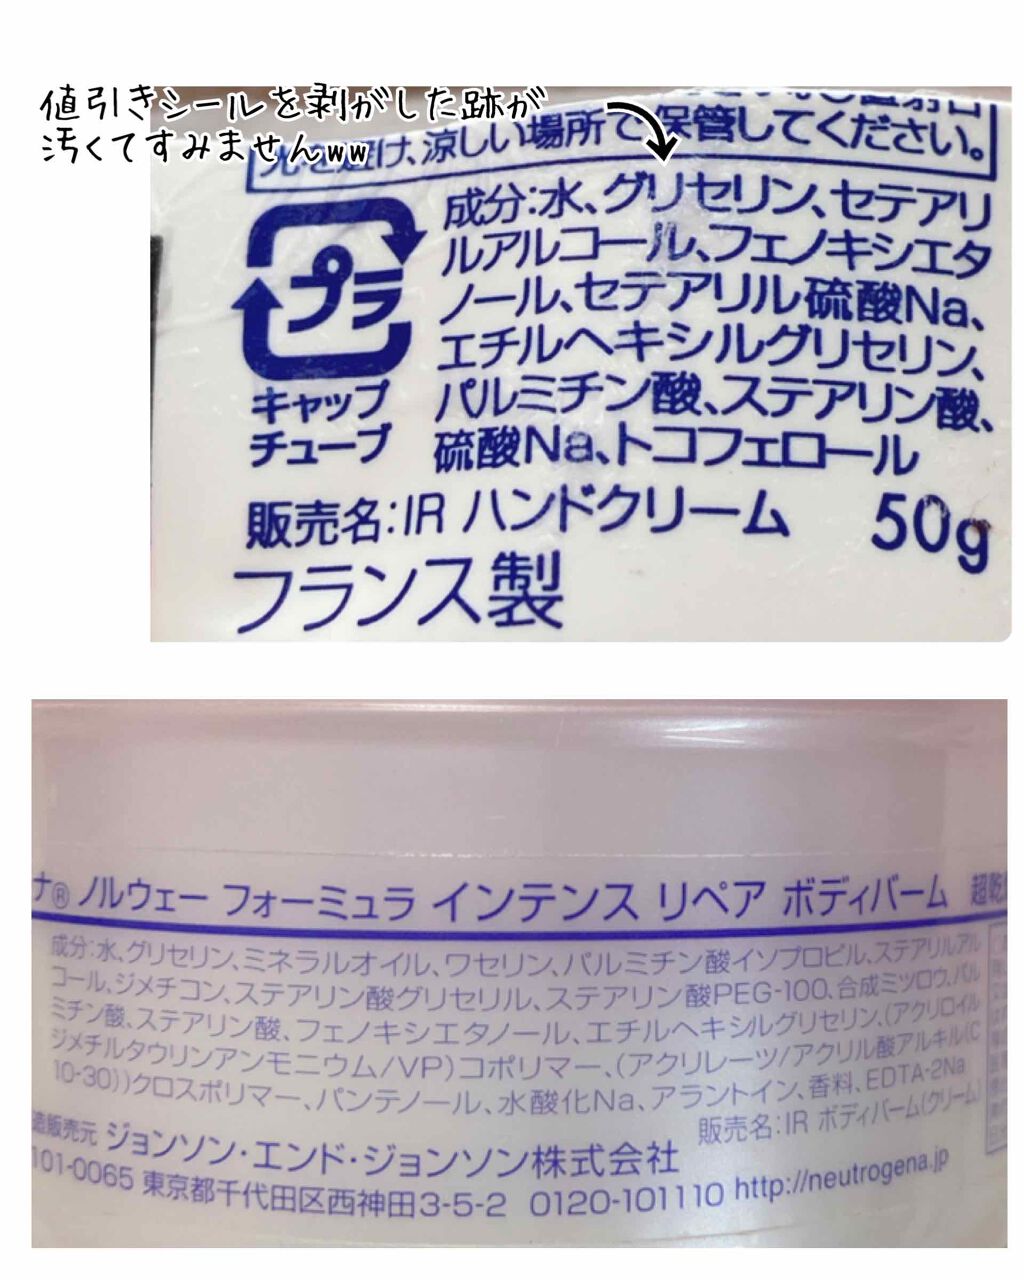 値引きシールを剥がした跡が
汚くてすみませんww
光を避け、涼しい場所で保管してください。
成分:水、グリセリン、セテアリ
ルアルコール、フェノキシエタ
ノール、セテアリル硫酸Na、
エチルヘキシルグリセリン、
パルミチン酸、ステアリン酸、
硫酸Na、トコフェロール
プラ
キャップ
チューブ
販売名:IR ハンドクリーム 50g
フランス製
ナ® ノルウェー フォーミュラ インテンス リペア ボディバーム 超乾
成分:水、グリセリン、ミネラルオイル、ワセリン、パルミチン酸イソプロピル、ステアリルアル
コール、ジメチコン、ステアリン酸グリセリル、ステアリン酸PEG-100、合成ミツロウ、パル
ミチン酸、ステアリン酸、フェノキシエタノール、エチルヘキシルグリセリン、(アクリロイル
ジメチルタウリンアンモニウム/VP)コポリマー、(アクリレーツ/アクリル酸アルキル(C
10-30))クロスポリマー、パンテノール、水酸化Na、アラントイン、香料、EDTA-2Na
販売名:IR ボディバーム(クリーム)
造販売元 ジョンソン・エンド・ジョンソン株式会社
101-0065 東京都千代田区西神田3-5-2 0120-101110 http://neutrogena.jp